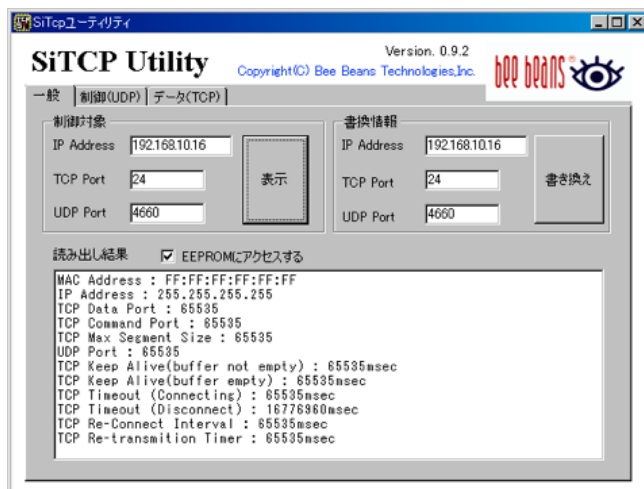 SiTcpユーティリティ
SiTCP Utility
Version. 0.9.2
Copyright(C) Bee Beans Technologies,Inc.
bee beans
一般 制御(UDP) データ(TCP)
制御対象
IP Address 192.168.10.16
TCP Port 24
UDP Port 4660
表示
書換情報
IP Address 192.168.10.16
TCP Port 24
UDP Port 4660
書き換え
読み出し結果 EEPROMにアクセスする
MAC Address : FF:FF:FF:FF:FF:FF
IP Address : 255.255.255.255
TCP Data Port : 65535
TCP Command Port : 65535
TCP Max Segment Size : 65535
UDP Port : 65535
TCP Keep Alive(buffer not empty) : 65535msec
TCP Keep Alive(buffer empty) : 65535msec
TCP Timeout (Connecting) : 65535msec
TCP Timeout (Disconnect) : 16776960msec
TCP Re-Connect Interval : 65535msec
TCP Re-transmition Timer : 65535msec